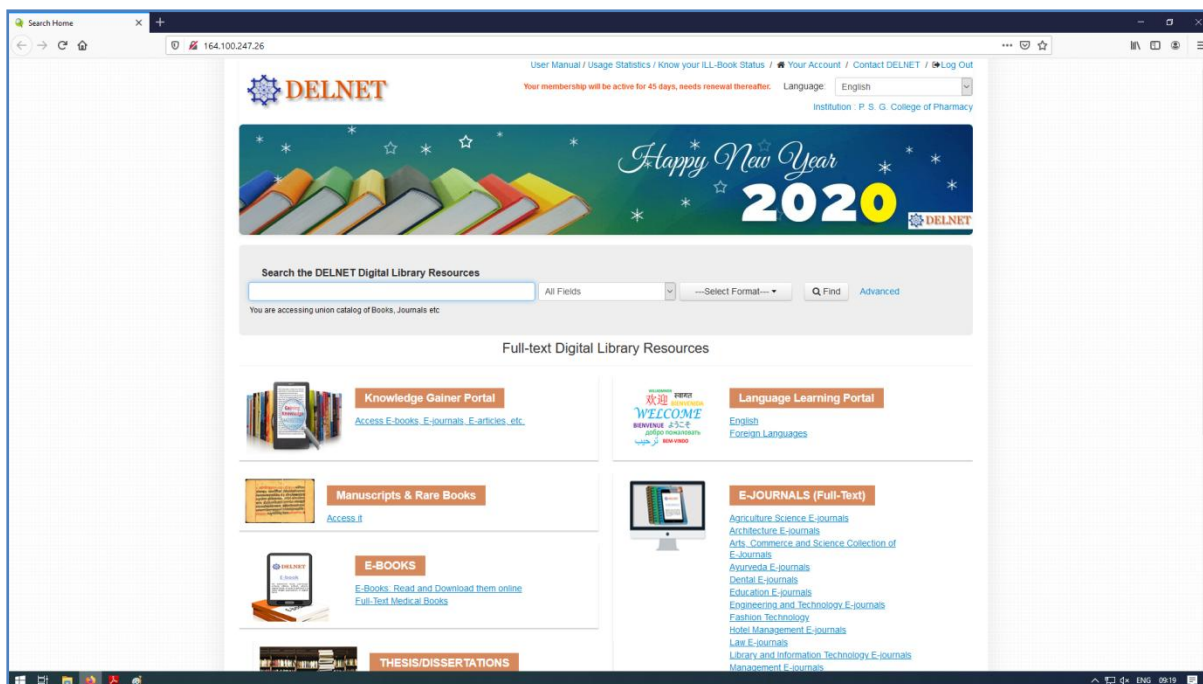 Search Home
164.100.247.26
User Manual / Usage Statistics / Know your ILL-Book Status / Your Account / Contact DELNET / Log Out
DELNET
Your membership will be active for 45 days, needs renewal thereafter. Language: English
Institution : P. S. G. College of Pharmacy
Happy New Year
2020
DELNET
Search the DELNET Digital Library Resources
All Fields ---Select Format--- Find Advanced
You are accessing union catalog of Books, Journals etc
Full-text Digital Library Resources
Knowledge Gainer Portal
Access E-books, E-journals, E-articles, etc.
欢迎 स्वागत
WELCOME
BIENVENUE ようこそ
добро пожаловать
BEM-VINDO
Language Learning Portal
English
Foreign Languages
Manuscripts & Rare Books
Access it
DELNET
E-BOOKS
E-Books: Read and Download them online
Full-Text Medical Books
THESIS/DISSERTATIONS
E-JOURNALS (Full-Text)
Agriculture Science E-journals
Architecture E-journals
Arts, Commerce and Science Collection of
E-Journals
Ayurveda E-journals
Dental E-journals
Education E-journals
Engineering and Technology E-journals
Fashion Technology
Hotel Management E-journals
Law E-journals
Library and Information Technology E-journals
Management E-journals
ENG 09:19